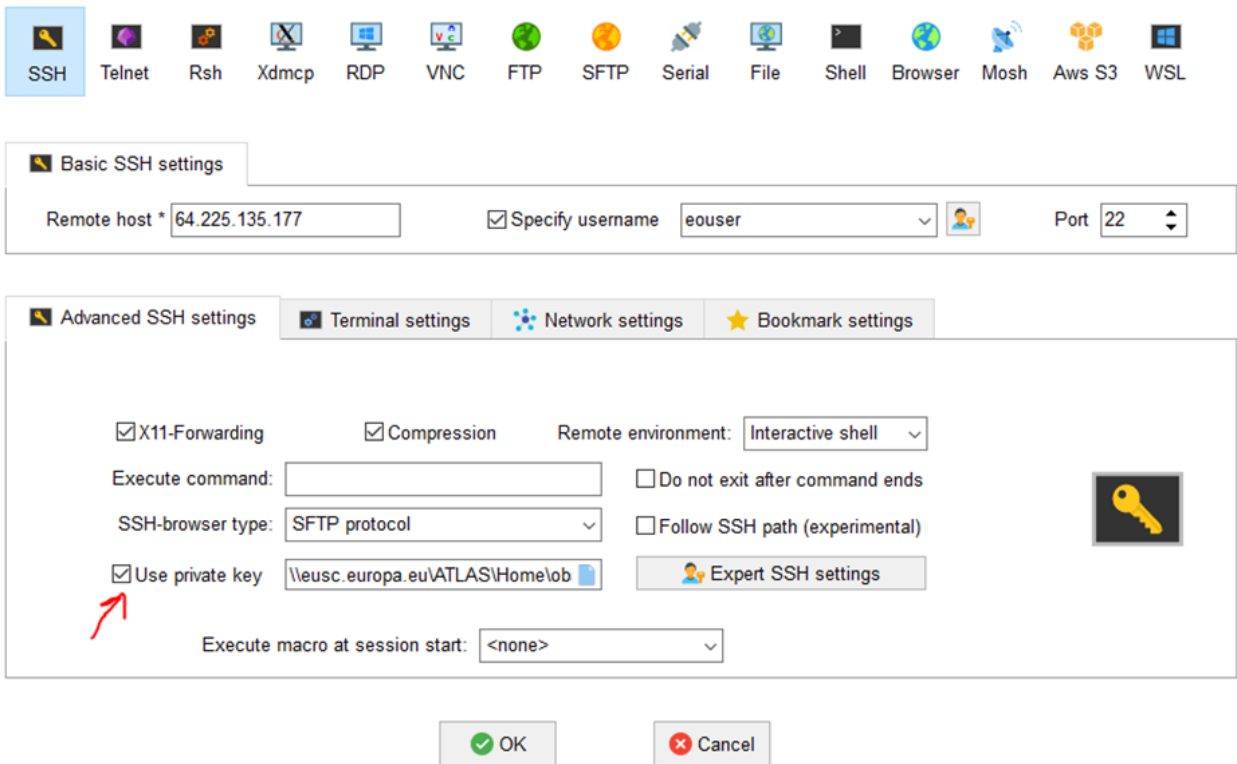 SSH Telnet Rsh Xdmcp RDP VNC FTP SFTP Serial File Shell Browser Mosh Aws S3 WSL
Basic SSH settings
Remote host * 64.225.135.177 Specify username eouser Port 22
Advanced SSH settings Terminal settings Network settings Bookmark settings
X11-Forwarding Compression Remote environment: Interactive shell
Execute command: Do not exit after command ends
SSH-browser type: SFTP protocol Follow SSH path (experimental)
Use private key \\eusc.europa.eu\ATLAS\Home\ob Expert SSH settings
Execute macro at session start: <none>
OK Cancel